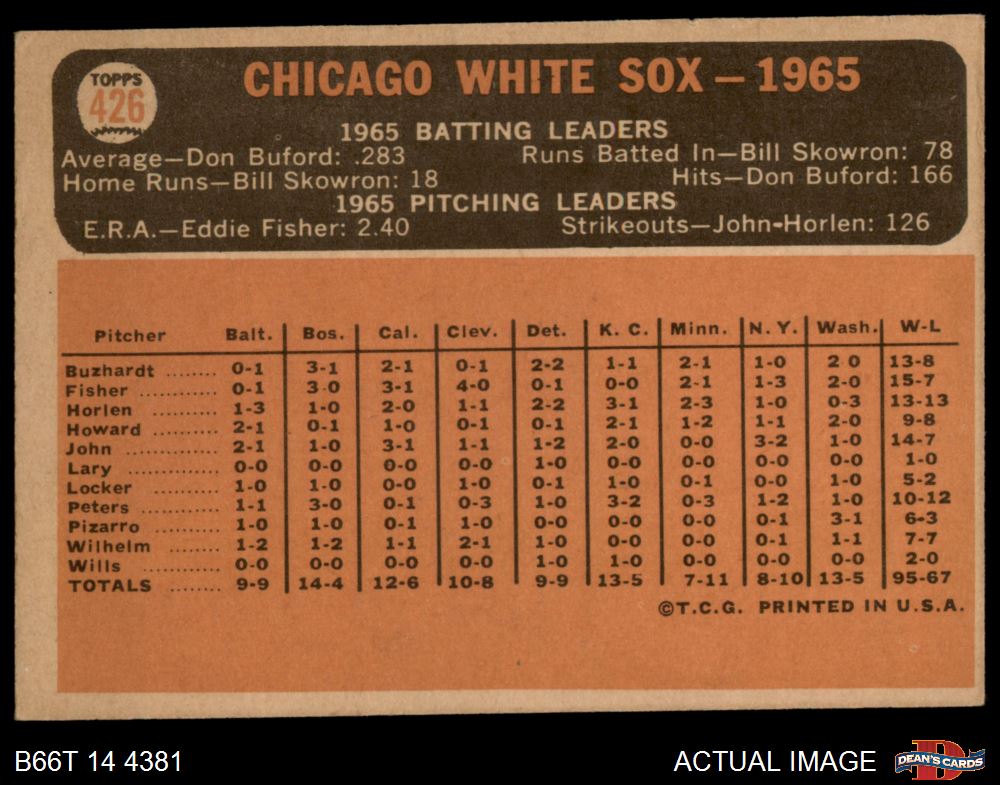 TOPPS
426
CHICAGO WHITE SOX — 1965
1965 BATTING LEADERS
Average—Don Buford: .283 Runs Batted In—Bill Skowron: 78
Home Runs—Bill Skowron: 18 Hits—Don Buford: 166
1965 PITCHING LEADERS
E.R.A.—Eddie Fisher: 2.40 Strikeouts—John-Horlen: 126
Pitcher Balt. Bos. Cal. Clev. Det. K. C. Minn. N. Y. Wash. W-L
Buzhardt ........ 0-1 3-1 2-1 0-1 2-2 1-1 2-1 1-0 2 0 13-8
Fisher ............ 0-1 3-0 3-1 4-0 0-1 0-0 2-1 1-3 2-0 15-7
Horlen ............ 1-3 1-0 2-0 1-1 2-2 3-1 2-3 1-0 0-3 13-13
Howard .......... 2-1 0-1 1-0 0-1 0-1 2-1 1-2 1-1 2-0 9-8
John .............. 2-1 1-0 3-1 1-1 1-2 2-0 0-0 3-2 1-0 14-7
Lary .............. 0-0 0-0 0-0 0-0 1-0 0-0 0-0 0-0 0-0 1-0
Locker ............ 1-0 1-0 0-0 1-0 0-1 1-0 0-1 0-0 1-0 5-2
Peters ............ 1-1 3-0 0-1 0-3 1-0 3-2 0-3 1-2 1-0 10-12
Pizarro .......... 1-0 1-0 0-1 1-0 0-0 0-0 0-0 0-1 3-1 6-3
Wilhelm ........ 1-2 1-2 1-1 2-1 1-0 0-0 0-0 0-1 1-1 7-7
Wills .............. 0-0 0-0 0-0 0-0 1-0 1-0 0-0 0-0 0-0 2-0
TOTALS ........ 9-9 14-4 12-6 10-8 9-9 13-5 7-11 8-10 13-5 95-67
©T.C.G. PRINTED IN U.S.A.
B66T 14 4381 ACTUAL IMAGE
D
DEAN'S CARDS